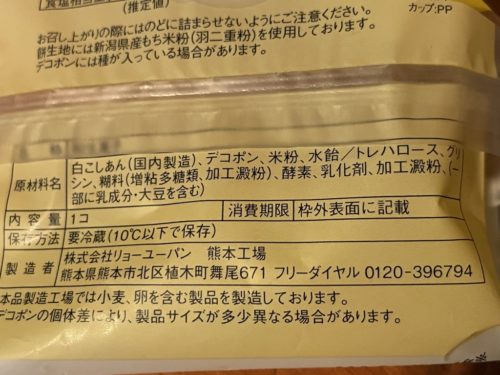 食塩相当量
(推定値)
カップ:PP
お召し上がりの際にはのどに詰まらせないようにご注意ください。
餅生地には新潟県産もち米粉(羽二重粉)を使用しております。
デコポンには種が入っている場合があります。
原材料名
白こしあん(国内製造)、デコポン、米粉、水飴/トレハロース、グリ
シン、糊料(増粘多糖類、加工澱粉)、酵素、乳化剤、加工澱粉、(一
部に乳成分・大豆を含む)
内容量 1コ 消費期限 枠外表面に記載
保存方法 要冷蔵(10℃以下で保存)
製造者
株式会社リョーユーパン 熊本工場
熊本県熊本市北区植木町舞尾671 フリーダイヤル 0120-396794
本品製造工場では小麦、卵を含む製品を製造しております。
デコポンの個体差により、製品サイズが多少異なる場合があります。